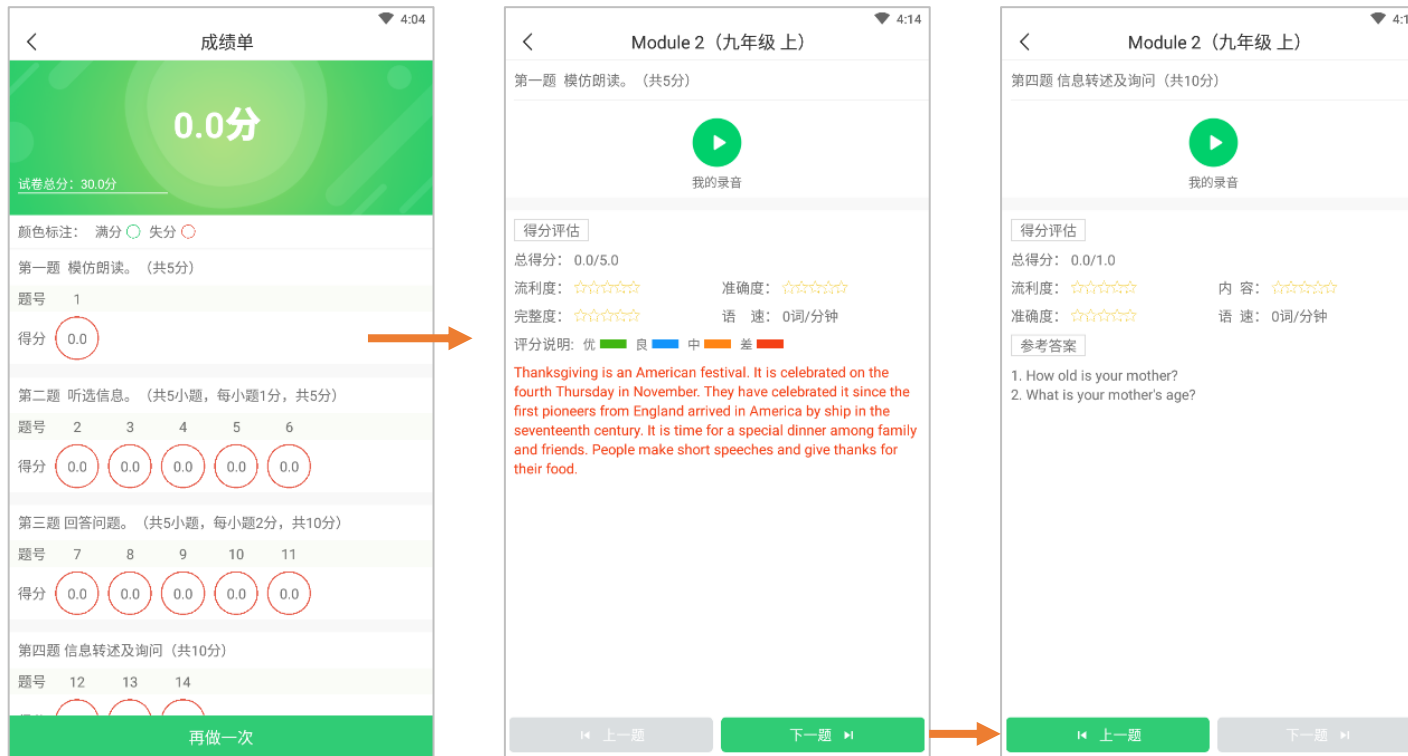 4:04
成绩单
0.0分
试卷总分：30.0分
颜色标注： 满分 失分
第一题 模仿朗读。（共5分）
题号 1
得分 0.0
第二题 听选信息。（共5小题，每小题1分，共5分）
题号 2 3 4 5 6
得分 0.0 0.0 0.0 0.0 0.0
第三题 回答问题。（共5小题，每小题2分，共10分）
题号 7 8 9 10 11
得分 0.0 0.0 0.0 0.0 0.0
第四题 信息转述及询问（共10分）
题号 12 13 14
再做一次
4:14
Module 2（九年级 上）
第一题 模仿朗读。（共5分）
我的录音
得分评估
总得分： 0.0/5.0
流利度： 准确度：
完整度： 语 速： 0词/分钟
评分说明: 优 良 中 差
Thanksgiving is an American festival. It is celebrated on the
fourth Thursday in November. They have celebrated it since the
first pioneers from England arrived in America by ship in the
seventeenth century. It is time for a special dinner among family
and friends. People make short speeches and give thanks for
their food.
上一题 下一题
Module 2（九年级 上）
第四题 信息转述及询问（共10分）
我的录音
得分评估
总得分： 0.0/1.0
流利度： 内 容：
准确度： 语 速： 0词/分钟
参考答案
1. How old is your mother?
2. What is your mother's age?
上一题 下一题